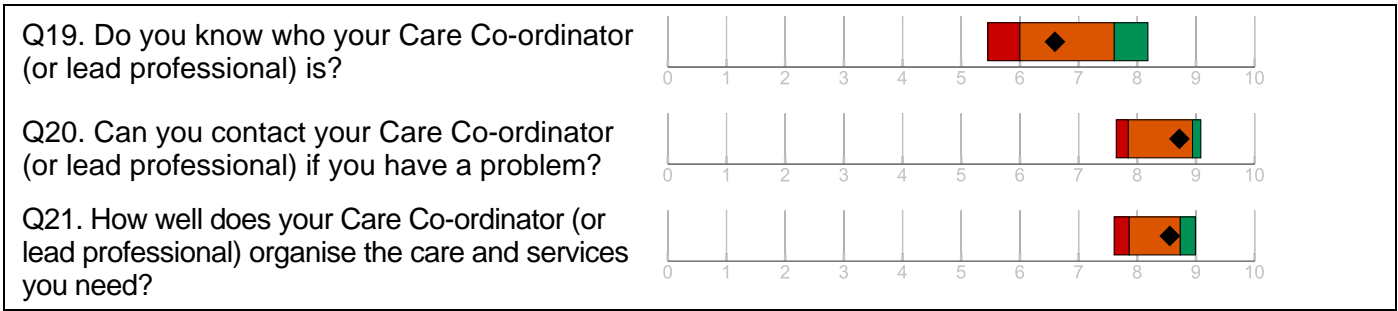 Q19. Do you know who your Care Co-ordinator
(or lead professional) is?
0 1 2 3 4 5 6 7 8 9 10
Q20. Can you contact your Care Co-ordinator
(or lead professional) if you have a problem?
0 1 2 3 4 5 6 7 8 9 10
Q21. How well does your Care Co-ordinator (or
lead professional) organise the care and services
you need?
0 1 2 3 4 5 6 7 8 9 10